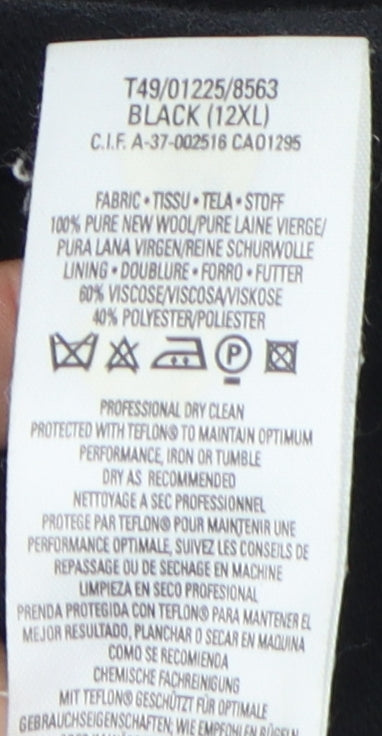 T49/01225/8563
BLACK (12XL)
C.I.F. A-37-002516 CA01295
FABRIC • TISSU • TELA • STOFF
100% PURE NEW WOOL/PURE LAINE VIERGE/
PURA LANA VIRGEN/REINE SCHURWOLLE
LINING • DOUBLURE • FORRO • FUTTER
60% VISCOSE/VISCOSA/VISKOSE
40% POLYESTER/POLIESTER
P
PROFESSIONAL DRY CLEAN
PROTECTED WITH TEFLON® TO MAINTAIN OPTIMUM
PERFORMANCE, IRON OR TUMBLE
DRY AS RECOMMENDED
NETTOYAGE A SEC PROFESSIONNEL
PROTEGE PAR TEFLON® POUR MAINTENIR UNE
PERFORMANCE OPTIMALE, SUIVEZ LES CONSEILS DE
REPASSAGE OU DE SECHAGE EN MACHINE
LIMPIEZA EN SECO PROFESIONAL
PRENDA PROTEGIDA CON TEFLON® PARA MANTENER EL
MEJOR RESULTADO, PLANCHAR O SECAR EN MAQUINA
COMO SE RECOMIENDA
CHEMISCHE FACHREINIGUNG
MIT TEFLON® GESCHÜTZT FÜR OPTIMALE
GEBRAUCHSEIGENSCHAFTEN; WIE EMPFOHLEN BÜGELN